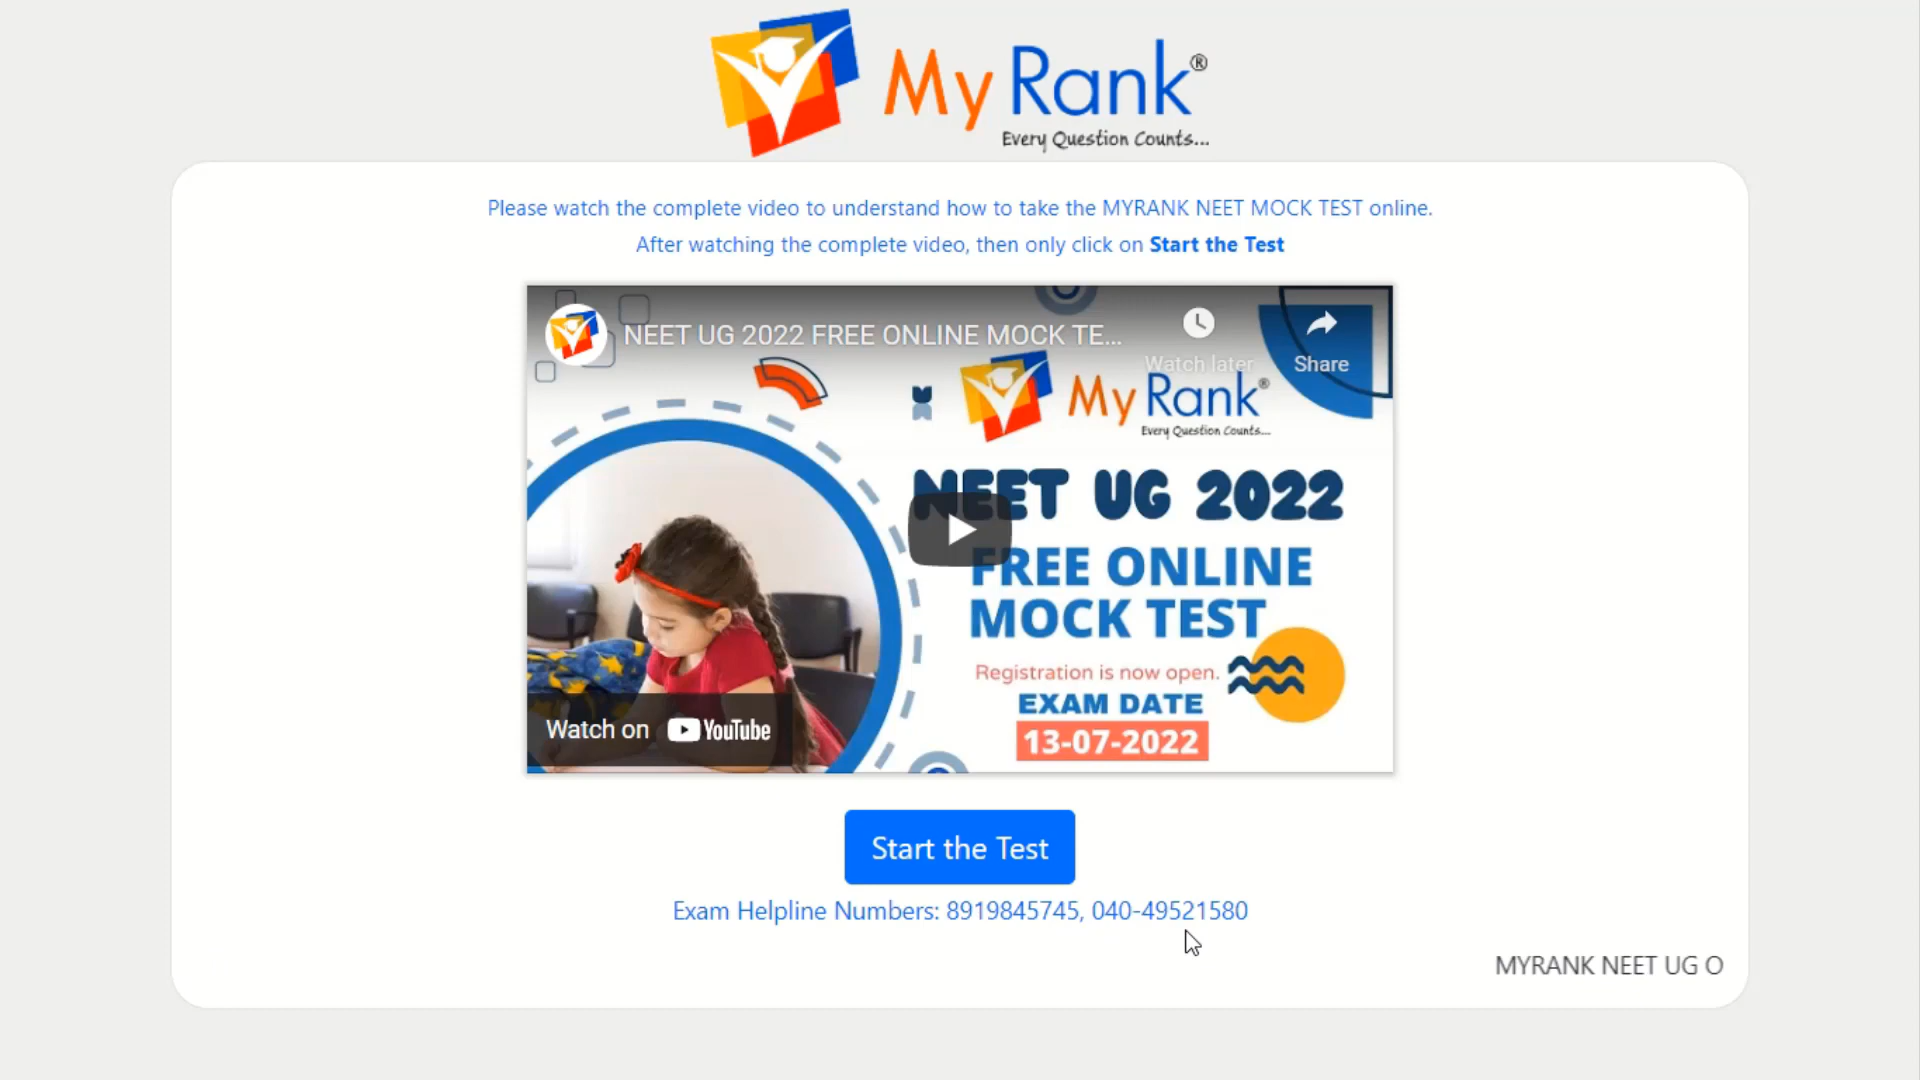 My Rank®
Every Question Counts...
Please watch the complete video to understand how to take the MYRANK NEET MOCK TEST online.
After watching the complete video, then only click on Start the Test
NEET UG 2022 FREE ONLINE MOCK TE...
Watch later
Share
My Rank®
Every Question Counts...
NEET UG 2022
FREE ONLINE
MOCK TEST
Registration is now open.
EXAM DATE
13-07-2022
Watch on YouTube
Start the Test
Exam Helpline Numbers: 8919845745, 040-49521580
MYRANK NEET UG O